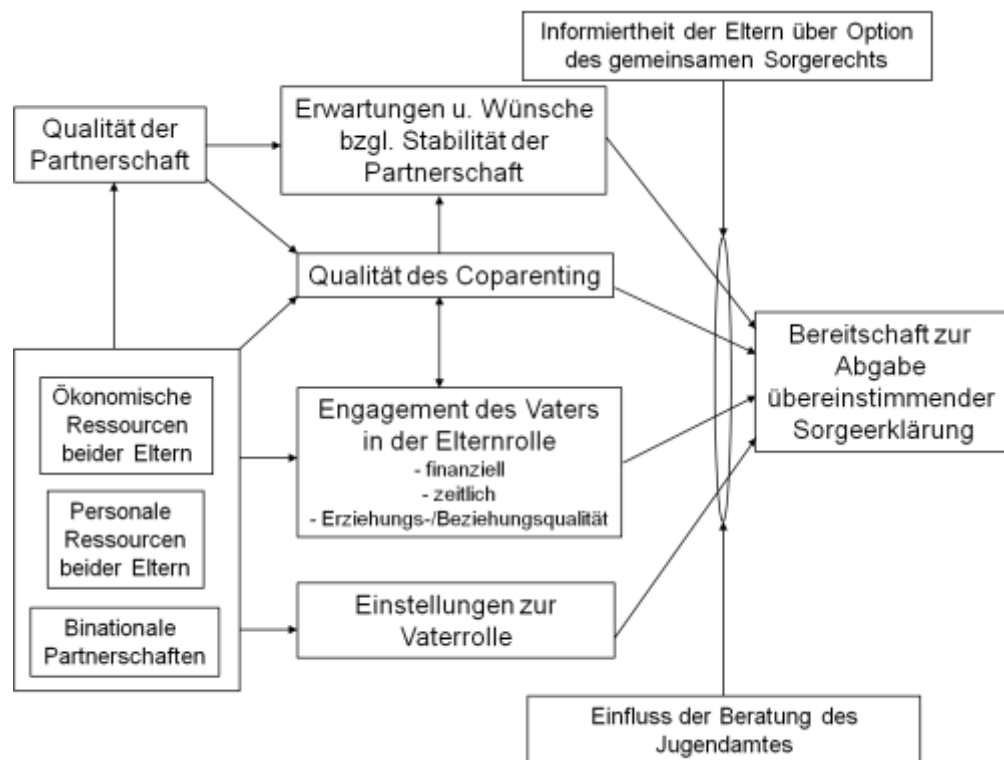 Informiertheit der Eltern über Option
des gemeinsamen Sorgerechts
Qualität der
Partnerschaft
Erwartungen u. Wünsche
bzgl. Stabilität der
Partnerschaft
Qualität des Coparenting
Bereitschaft zur
Abgabe
übereinstimmender
Sorgeerklärung
Ökonomische
Ressourcen
beider Eltern
Personale
Ressourcen
beider Eltern
Binationale
Partnerschaften
Engagement des Vaters
in der Elternrolle
- finanziell
- zeitlich
- Erziehungs-/Beziehungsqualität
Einstellungen zur
Vaterrolle
Einfluss der Beratung des
Jugendamtes